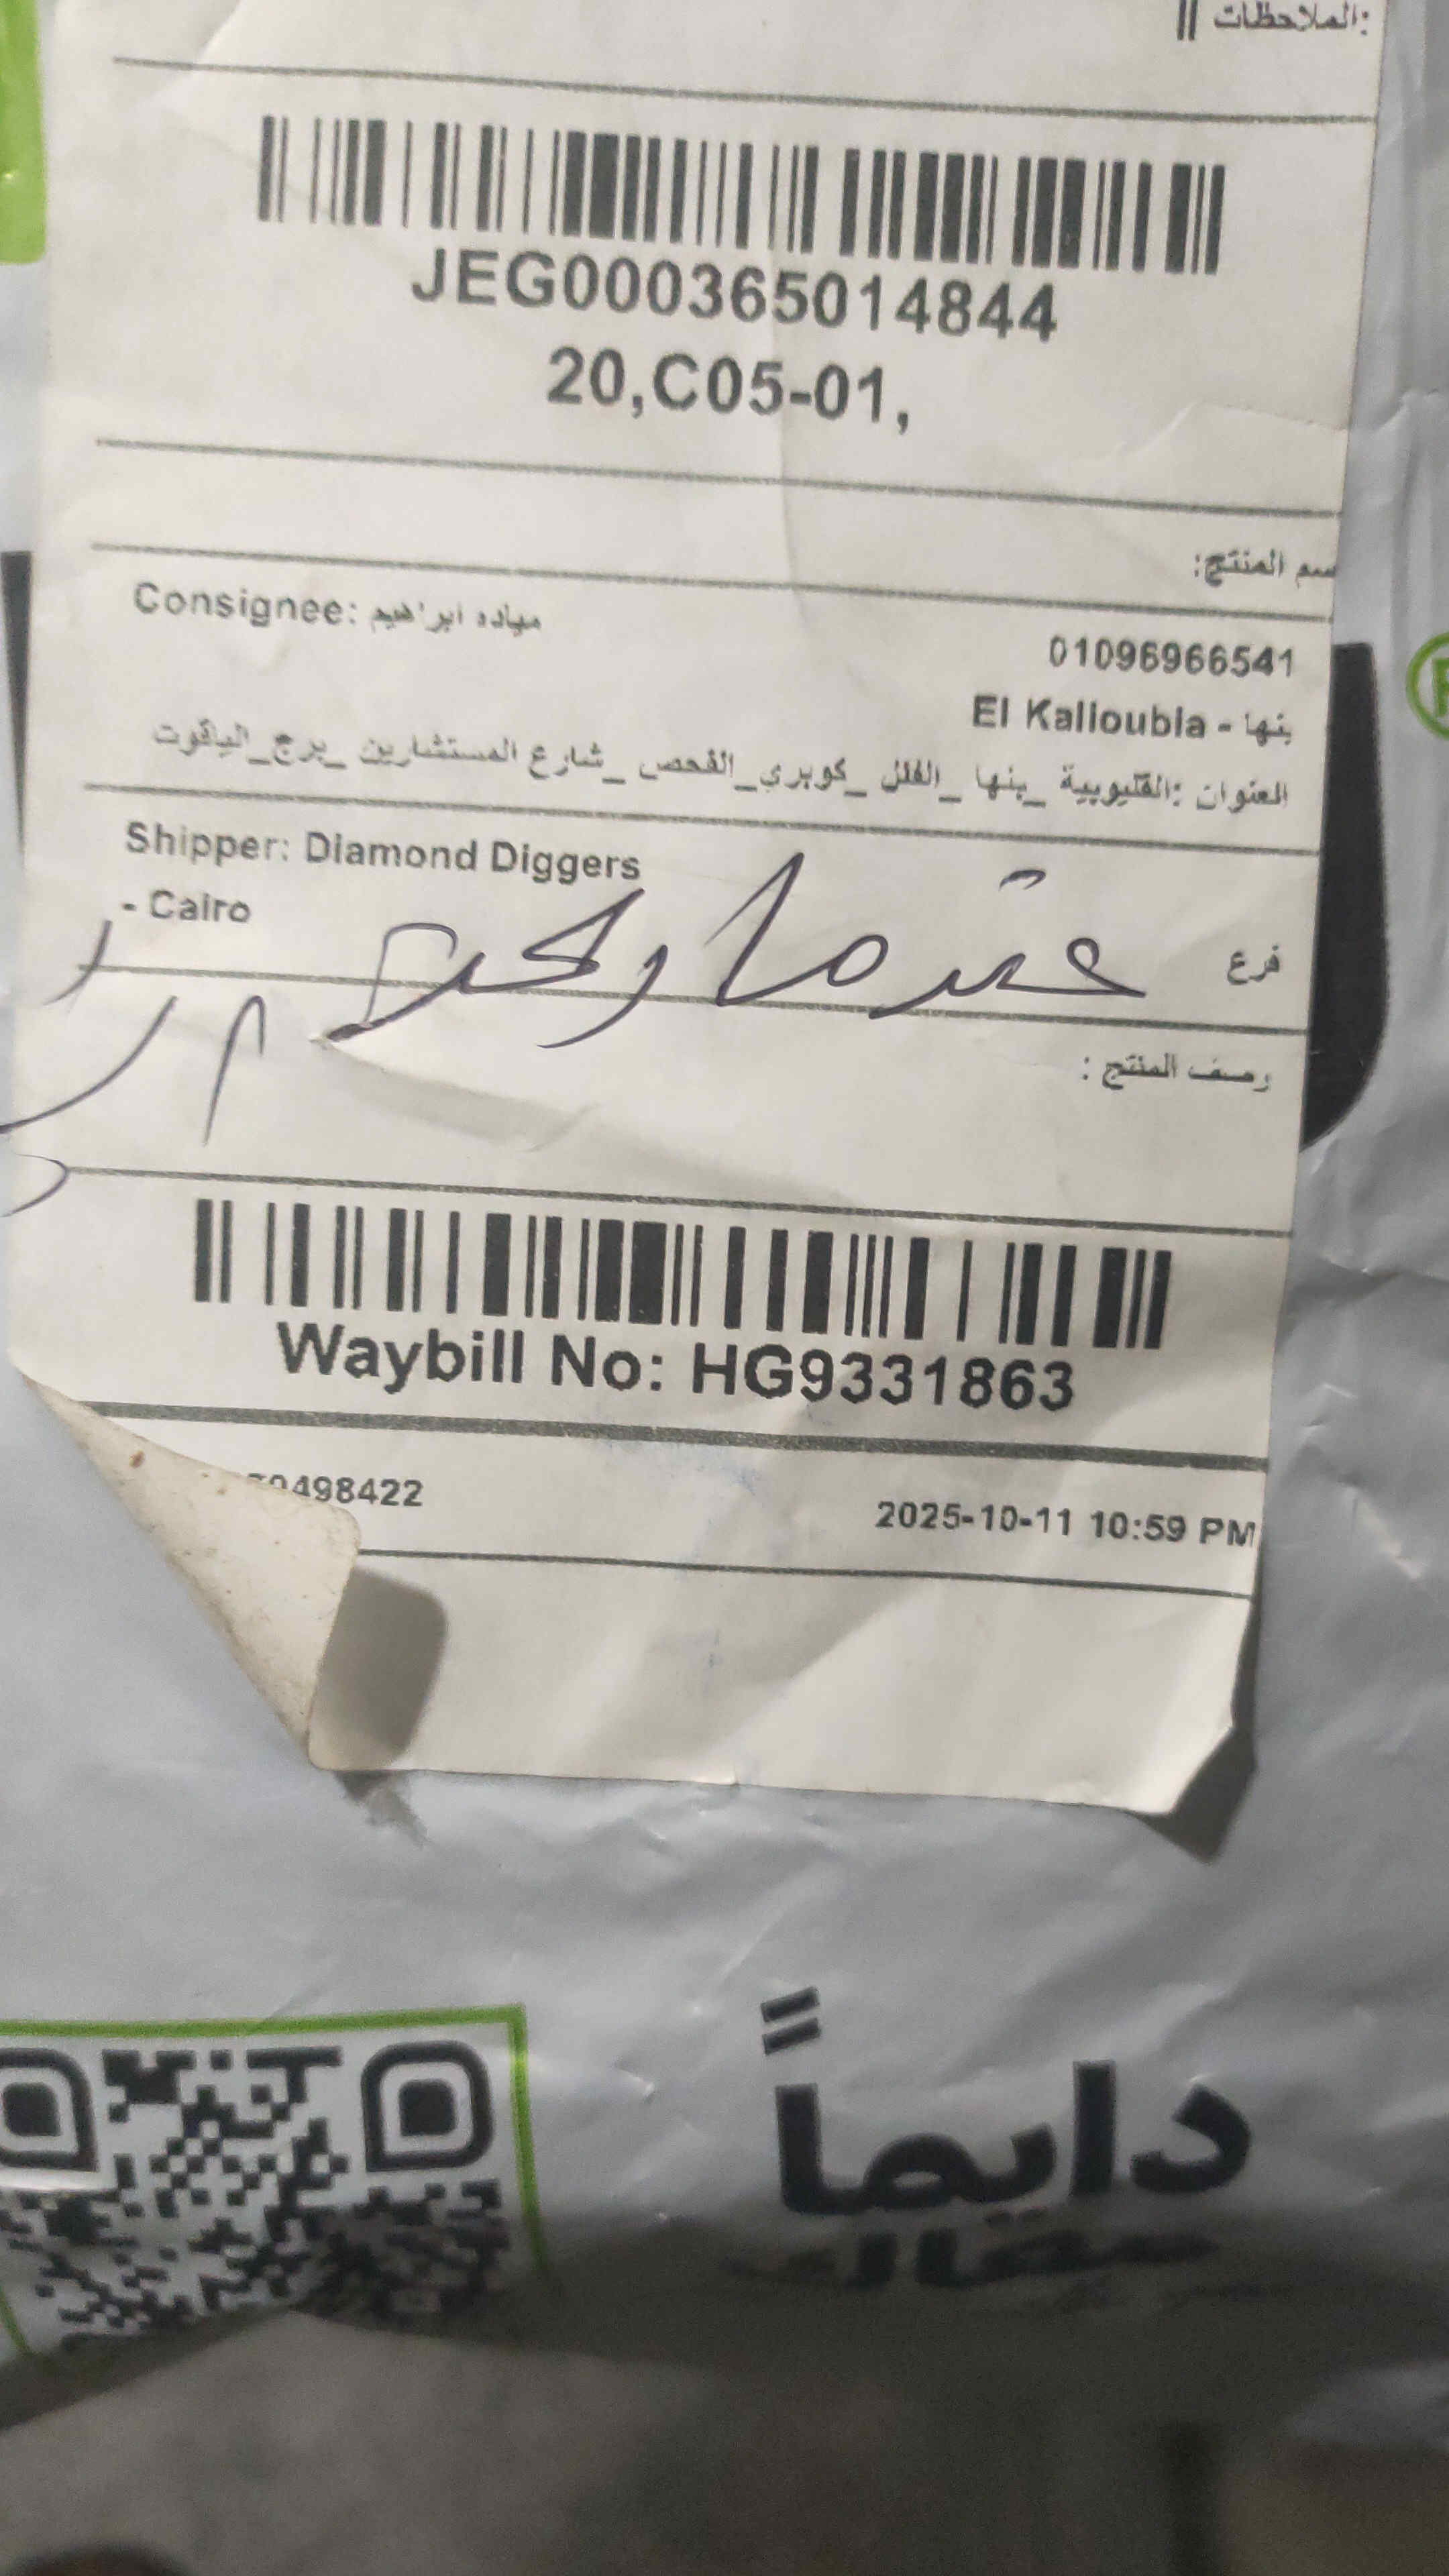 الملاحظات:
JEG000365014844
20,C05-01,
سم المنتج:
Consignee: مياده ابراهيم
01096966541
El Kalioubia - بنها
العنوان :القليوبية _بنها _الفلل _كوبري_الفحص _شارع المستشارين _برج_الياقوت
Shipper: Diamond Diggers
- Cairo
فرع
وصف المنتج :
Waybill No: HG9331863
0498422
2025-10-11 10:59 PM
دايماً